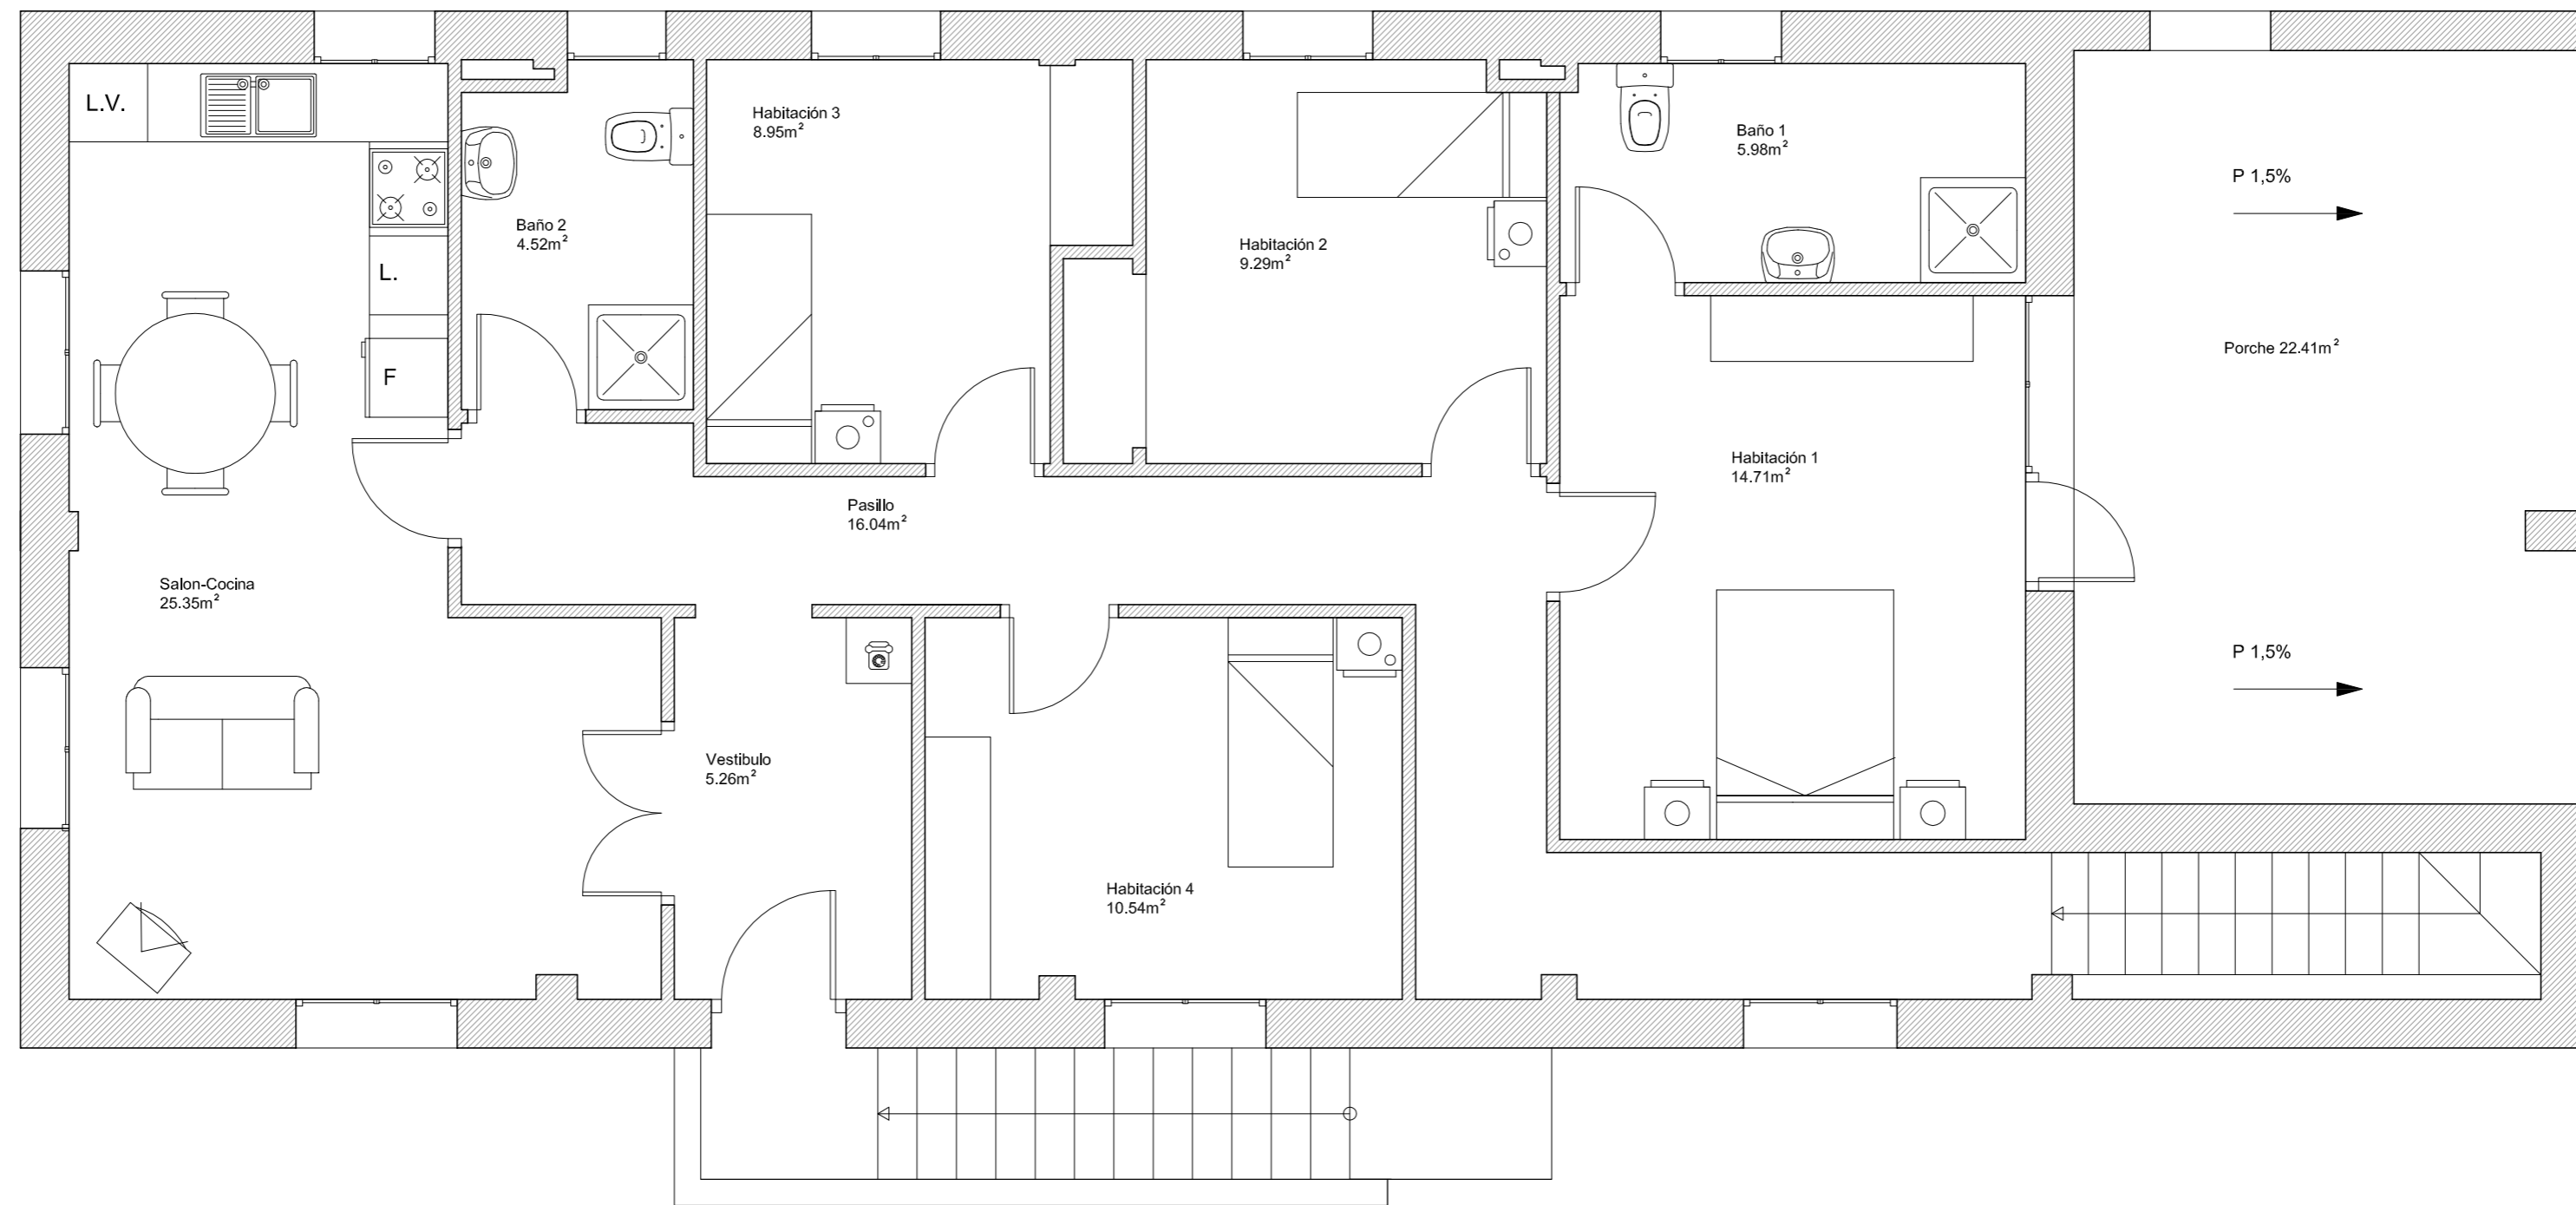 L.V.
Habitación 3
8.95m²
Baño 1
5.98m²
P 1,5%
Baño 2
4.52m²
Habitación 2
9.29m²
L.
F
Porche 22.41m²
Habitación 1
14.71m²
Pasillo
16.04m²
Salon-Cocina
25.35m²
P 1,5%
Vestibulo
5.26m²
Habitación 4
10.54m²